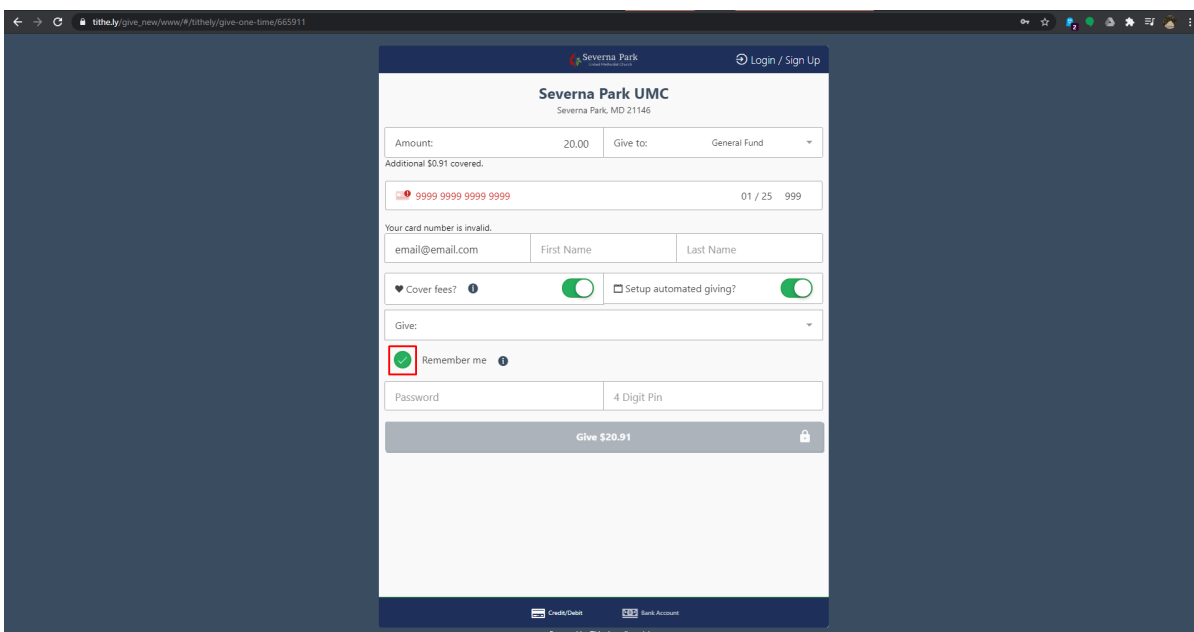 tithe.ly/give_new/www/#/tithely/give-one-time/665911
Severna Park
United Methodist Church
Login / Sign Up
Severna Park UMC
Severna Park, MD 21146
Amount: 20.00 Give to: General Fund
Additional $0.91 covered.
9999 9999 9999 9999 01 / 25 999
Your card number is invalid.
email@email.com First Name Last Name
Cover fees? Setup automated giving?
Give:
Remember me
Password 4 Digit Pin
Give $20.91
Credit/Debit Bank Account